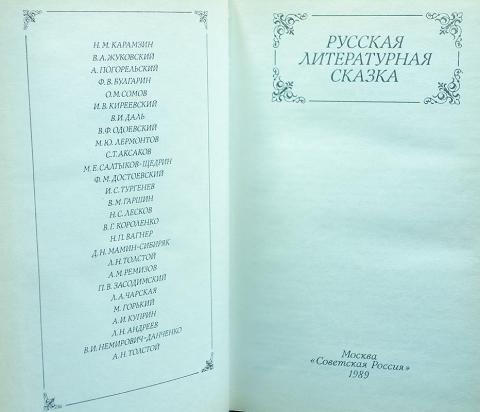 Н. М. КАРАМЗИН
В. А. ЖУКОВСКИЙ
А. ПОГОРЕЛЬСКИЙ
Ф. В. БУЛГАРИН
О. М. СОМОВ
И. В. КИРЕЕВСКИЙ
В. И. ДАЛЬ
В. Ф. ОДОЕВСКИЙ
М. Ю. ЛЕРМОНТОВ
С. Т. АКСАКОВ
М. Е. САЛТЫКОВ-ЩЕДРИН
Ф. М. ДОСТОЕВСКИЙ
И. С. ТУРГЕНЕВ
В. М. ГАРШИН
Н. С. ЛЕСКОВ
В. Г. КОРОЛЕНКО
Н. П. ВАГНЕР
Д. Н. МАМИН-СИБИРЯК
Л. Н. ТОЛСТОЙ
А. М. РЕМИЗОВ
П. В. ЗАСОДИМСКИЙ
Л. А. ЧАРСКАЯ
М. ГОРЬКИЙ
А. И. КУПРИН
Л. Н. АНДРЕЕВ
В. И. НЕМИРОВИЧ-ДАНЧЕНКО
А. Н. ТОЛСТОЙ
РУССКАЯ
ЛИТЕРАТУРНАЯ
СКАЗКА
Москва
«Советская Россия»
1989